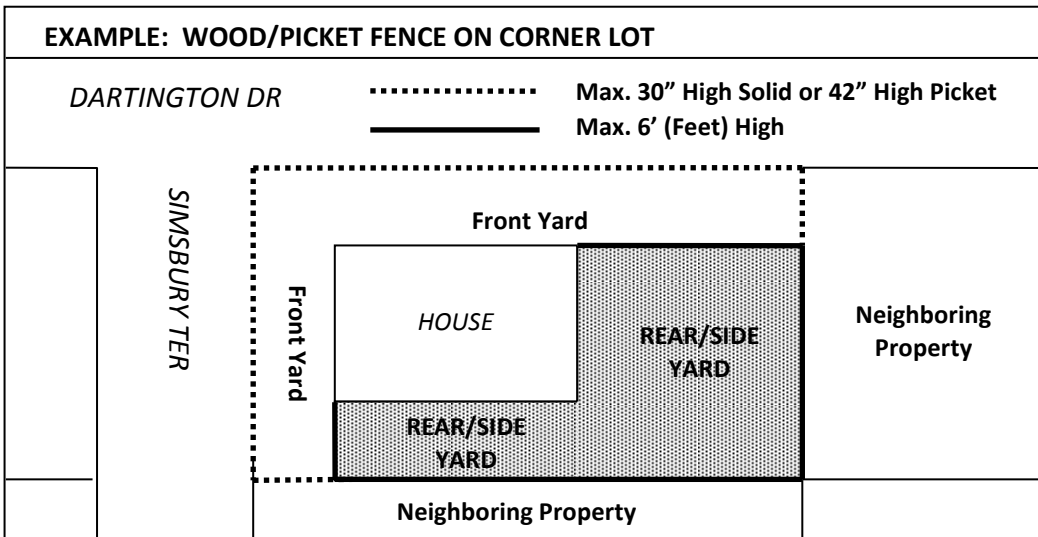 EXAMPLE: WOOD/PICKET FENCE ON CORNER LOT
DARTINGTON DR
Max. 30” High Solid or 42” High Picket
Max. 6’ (Feet) High
SIMSBURY TER
Front Yard
Front Yard
HOUSE
REAR/SIDE
YARD
Neighboring
Property
REAR/SIDE
YARD
Neighboring Property